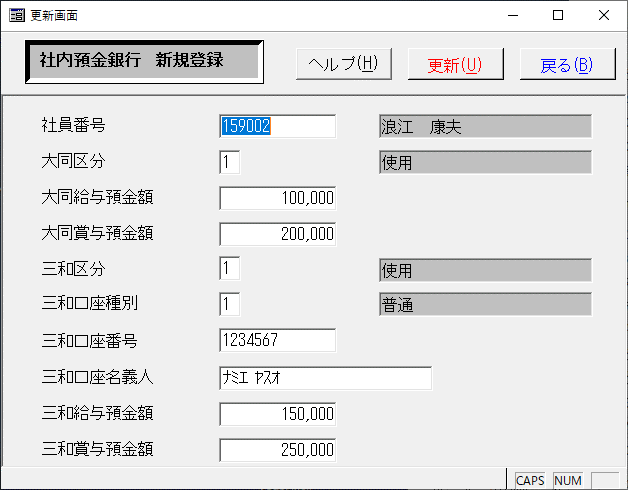 更新画面
社内預金銀行　新規登録
ヘルプ(H)
更新(U)
戻る(B)
社員番号 159002 浪江　康夫
大同区分 1 使用
大同給与預金額 100,000
大同賞与預金額 200,000
三和区分 1 使用
三和口座種別 1 普通
三和口座番号 1234567
三和口座名義人 ﾅﾐｴ ﾔｽｵ
三和給与預金額 150,000
三和賞与預金額 250,000
CAPS NUM